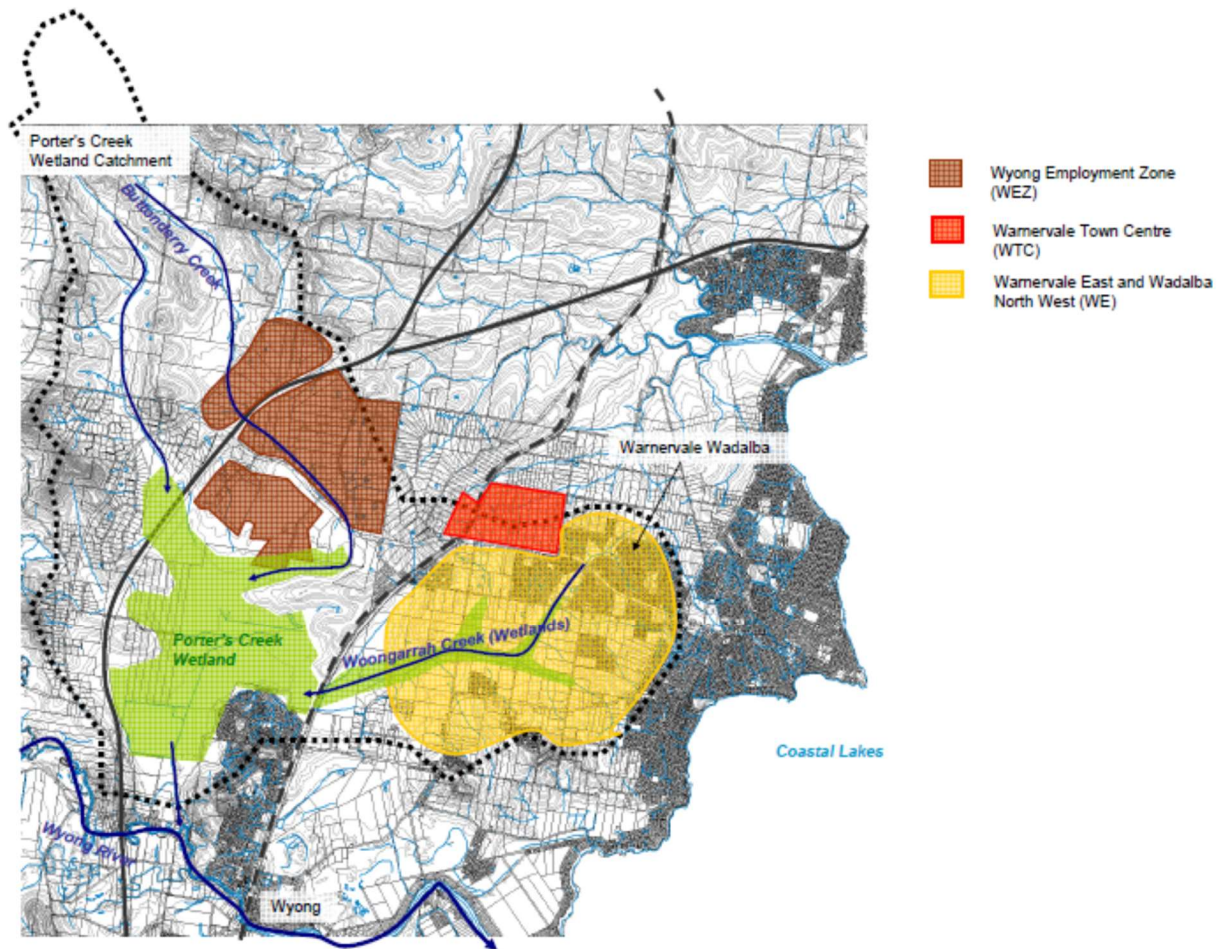 Porter's Creek
Wetland Catchment
Buttonderry Creek
Wyong Employment Zone
(WEZ)
Warnervale Town Centre
(WTC)
Warnervale East and Wadalba
North West (WE)
Warnervale Wadalba
Porter's Creek
Wetland
Woongarrah Creek (Wetlands)
Coastal Lakes
Wyong River
Wyong